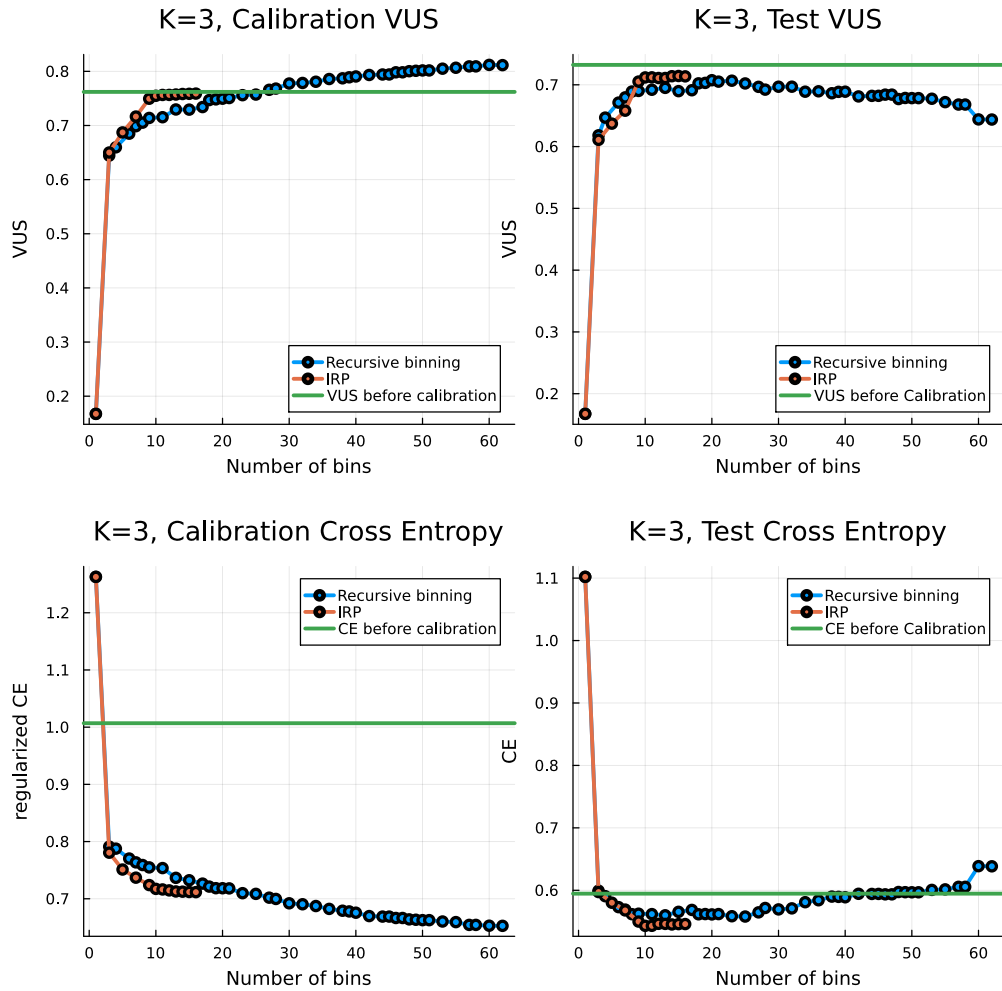 K=3, Calibration VUS
VUS
0.8
0.7
0.6
0.5
0.4
0.3
0.2
Recursive binning
IRP
VUS before calibration
0 10 20 30 40 50 60
Number of bins
K=3, Test VUS
VUS
0.7
0.6
0.5
0.4
0.3
0.2
Recursive binning
IRP
VUS before calibration
0 10 20 30 40 50 60
Number of bins
K=3, Calibration Cross Entropy
regularized CE
1.2
1.1
1.0
0.9
0.8
0.7
Recursive binning
IRP
CE before calibration
0 10 20 30 40 50 60
Number of bins
K=3, Test Cross Entropy
CE
1.1
1.0
0.9
0.8
0.7
0.6
Recursive binning
IRP
CE before Calibration
0 10 20 30 40 50 60
Number of bins